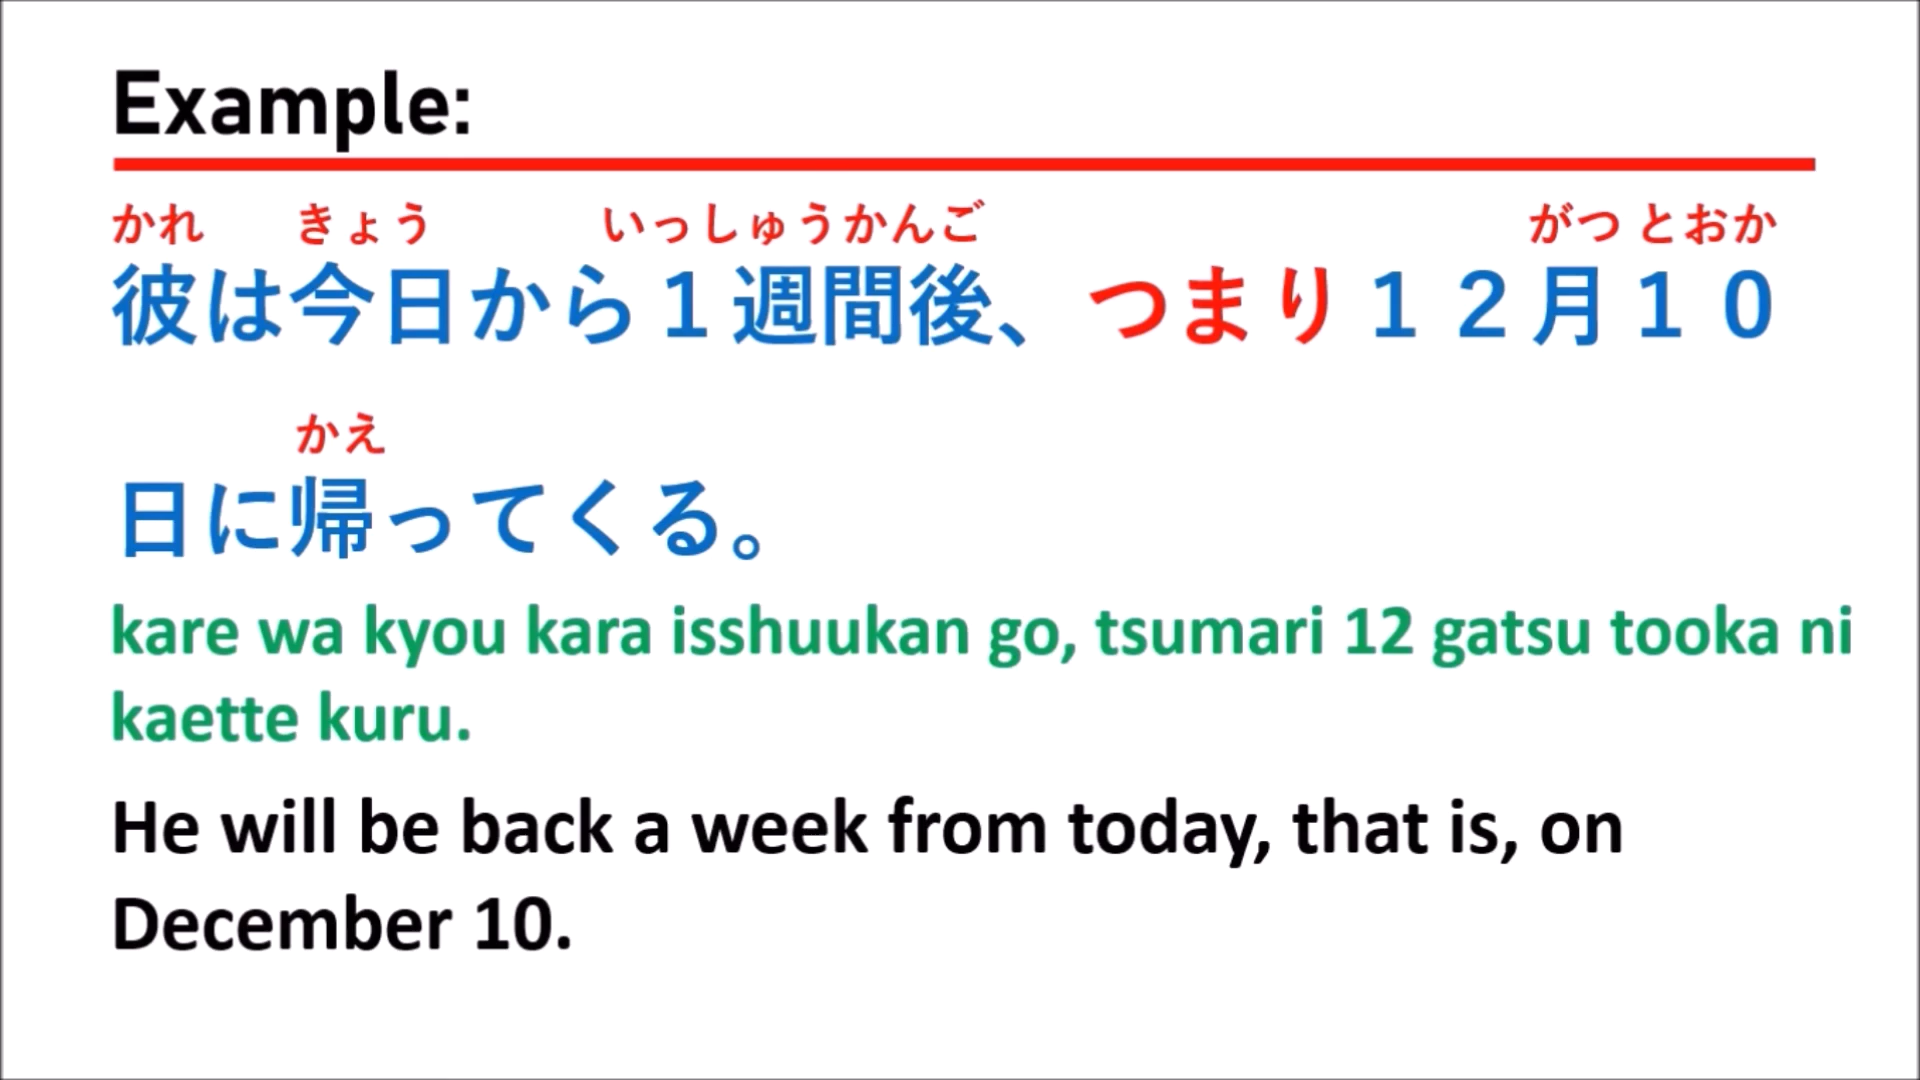 Example:
かれ きょう いっしゅうかんご がつ とおか
彼は今日から１週間後、つまり１２月１０
かえ
日に帰ってくる。
kare wa kyou kara isshuukan go, tsumari 12 gatsu tooka ni
kaette kuru.
He will be back a week from today, that is, on
December 10.